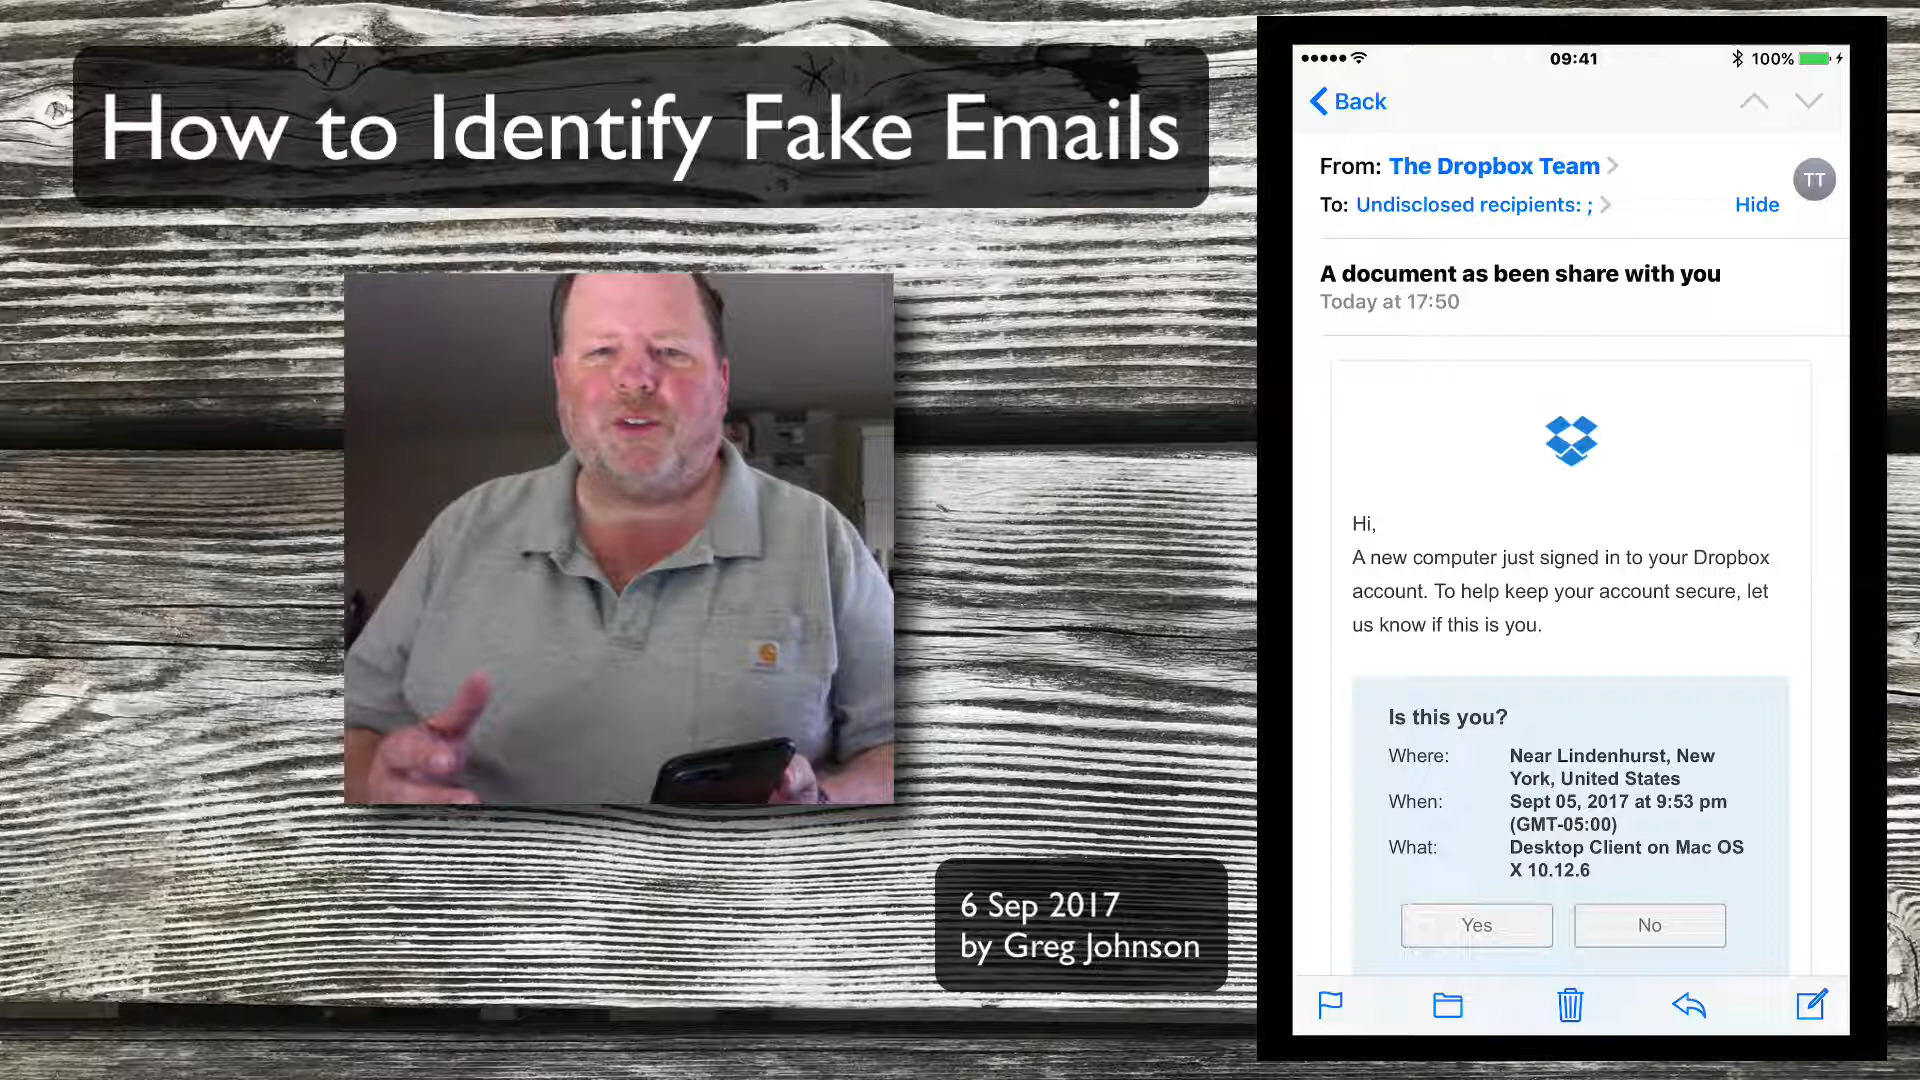 How to Identify Fake Emails
6 Sep 2017
by Greg Johnson
09:41
100%
Back
From: The Dropbox Team
TT
To: Undisclosed recipients: ;
Hide
A document as been share with you
Today at 17:50
Hi,
A new computer just signed in to your Dropbox
account. To help keep your account secure, let
us know if this is you.
Is this you?
Where: Near Lindenhurst, New
York, United States
When: Sept 05, 2017 at 9:53 pm
(GMT-05:00)
What: Desktop Client on Mac OS
X 10.12.6
Yes No